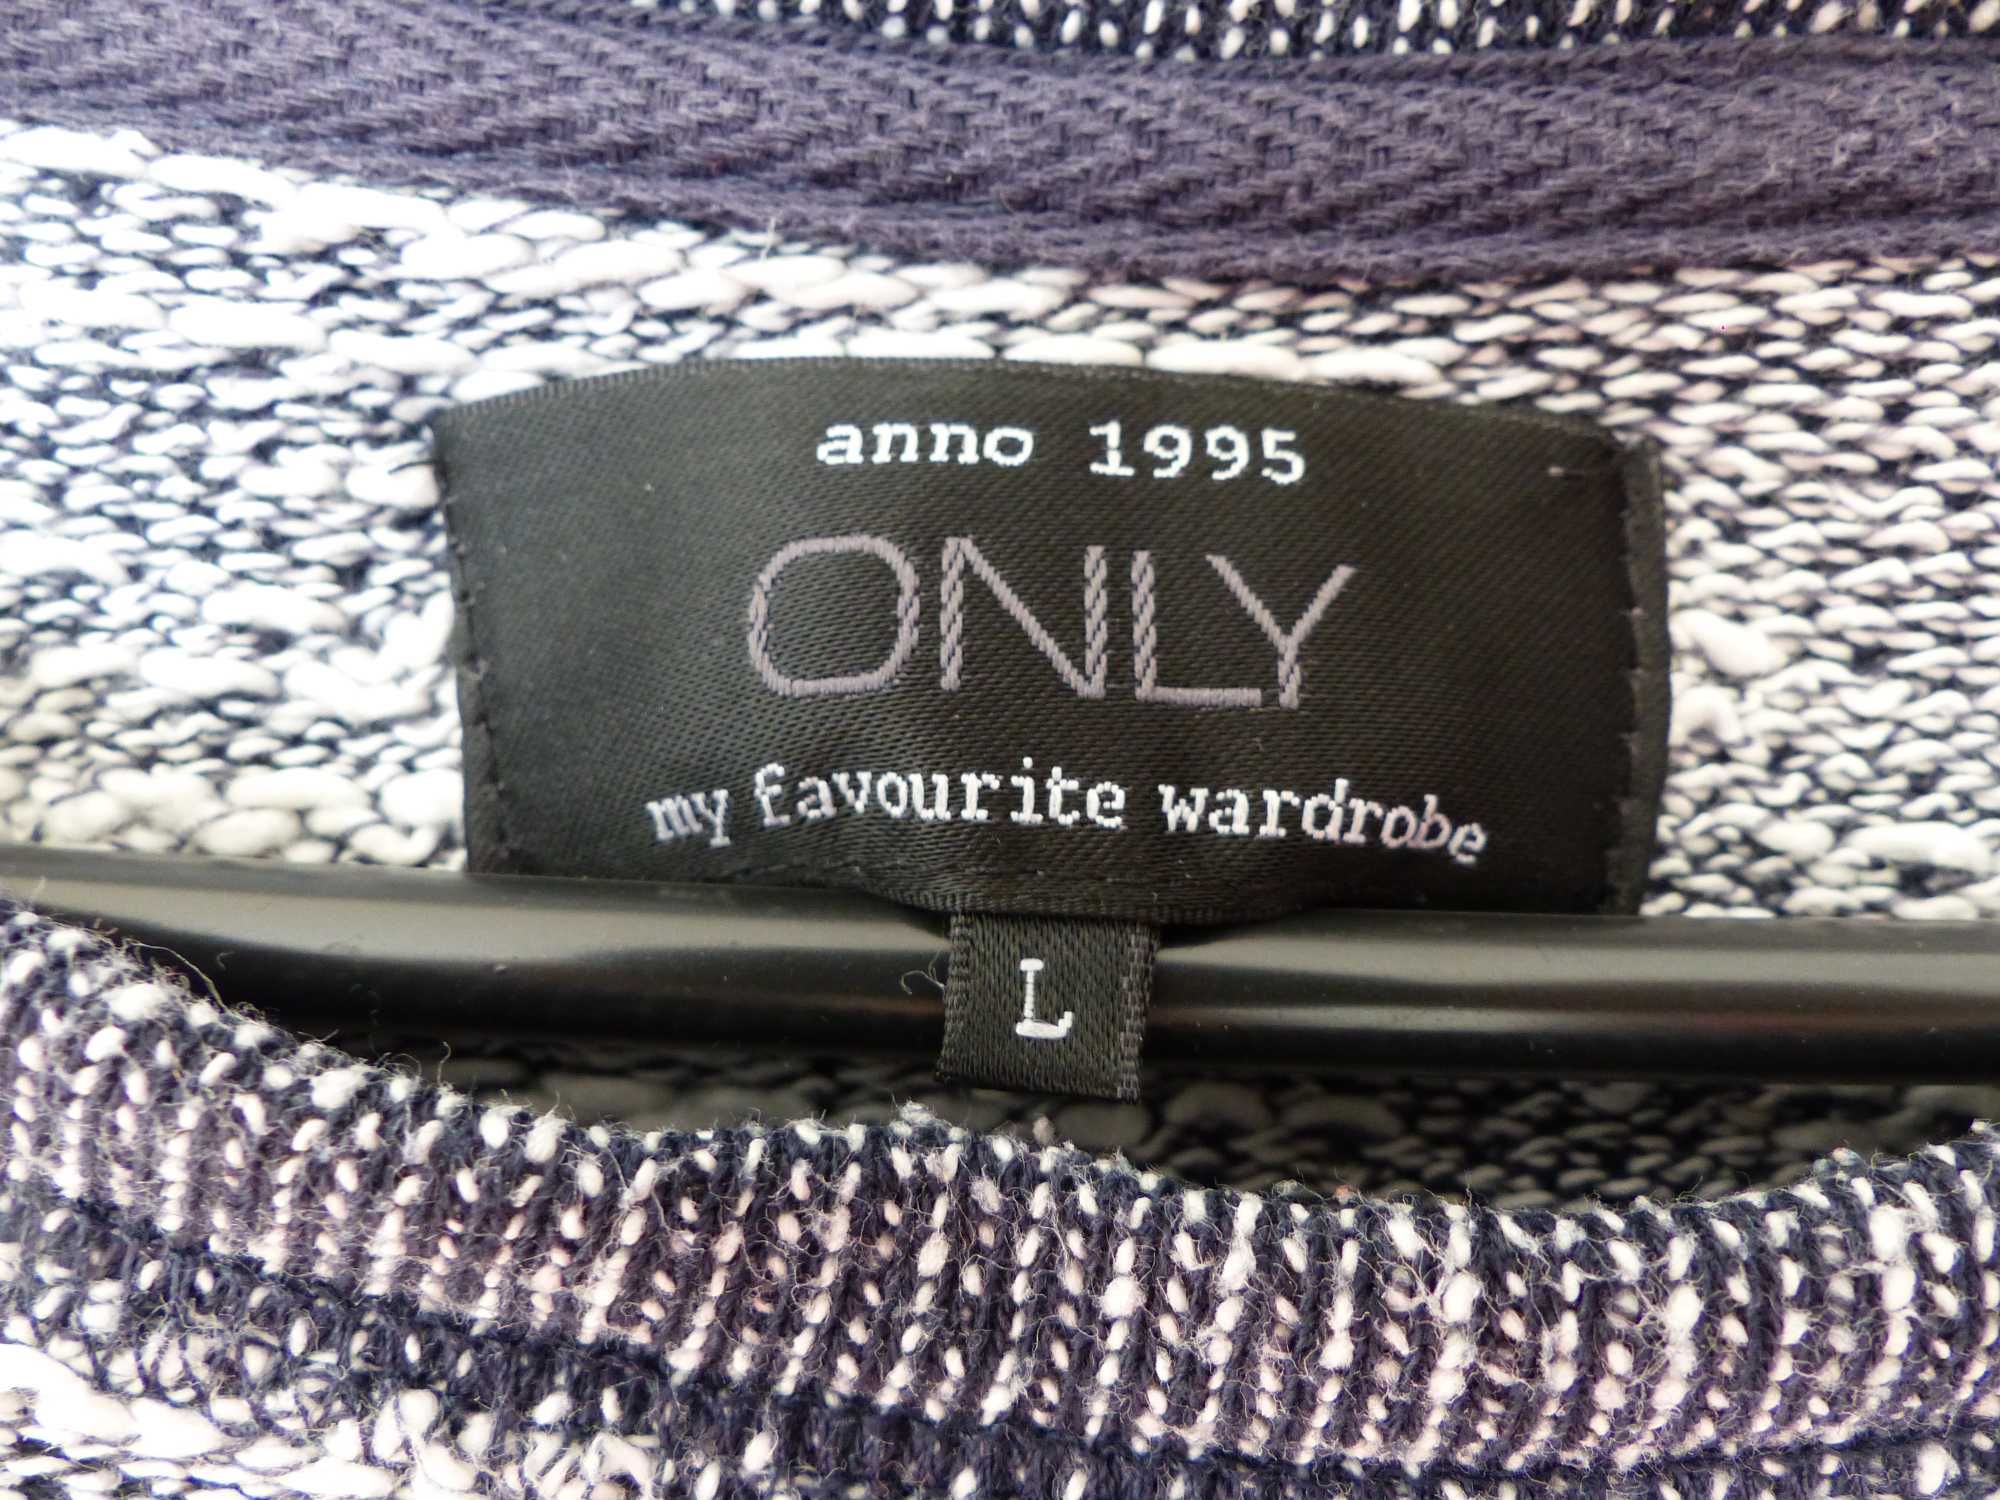 anno 1995
ONLY
my favourite wardrobe
L